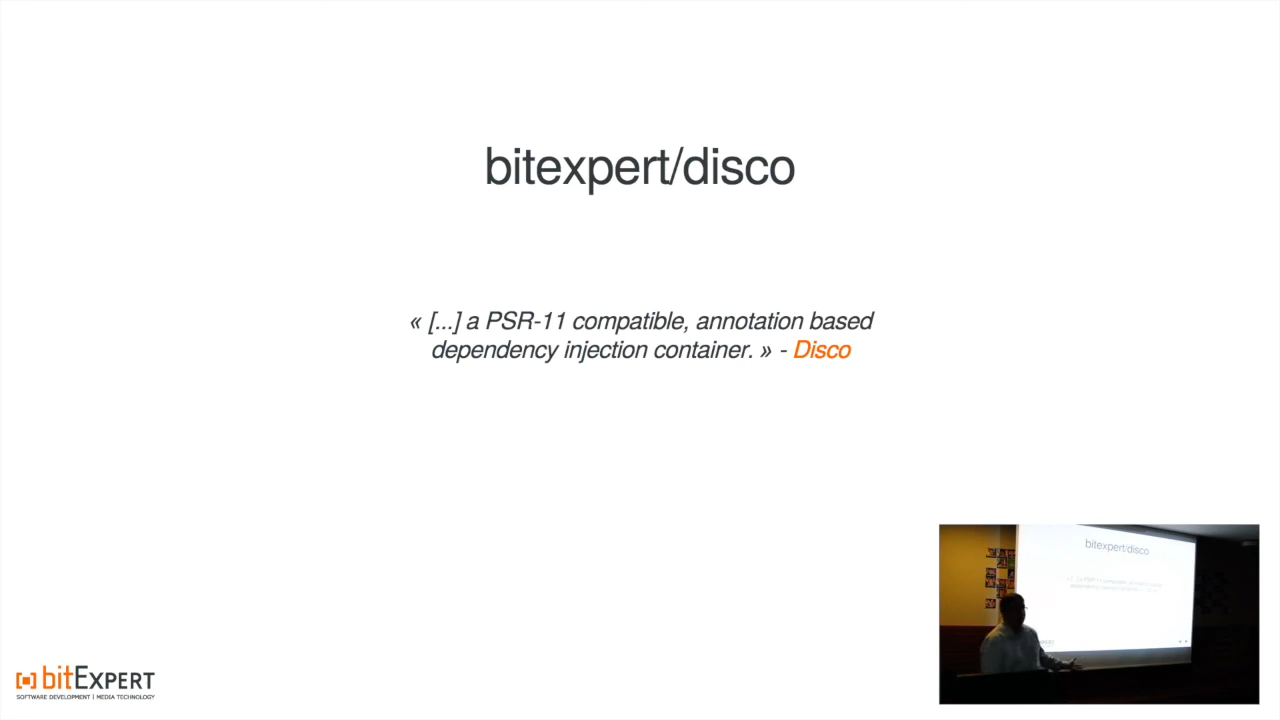 bitexpert/disco
« [...] a PSR-11 compatible, annotation based
dependency injection container. » - Disco
bitExpert
SOFTWARE DEVELOPMENT | MEDIA TECHNOLOGY
bitexpert/disco